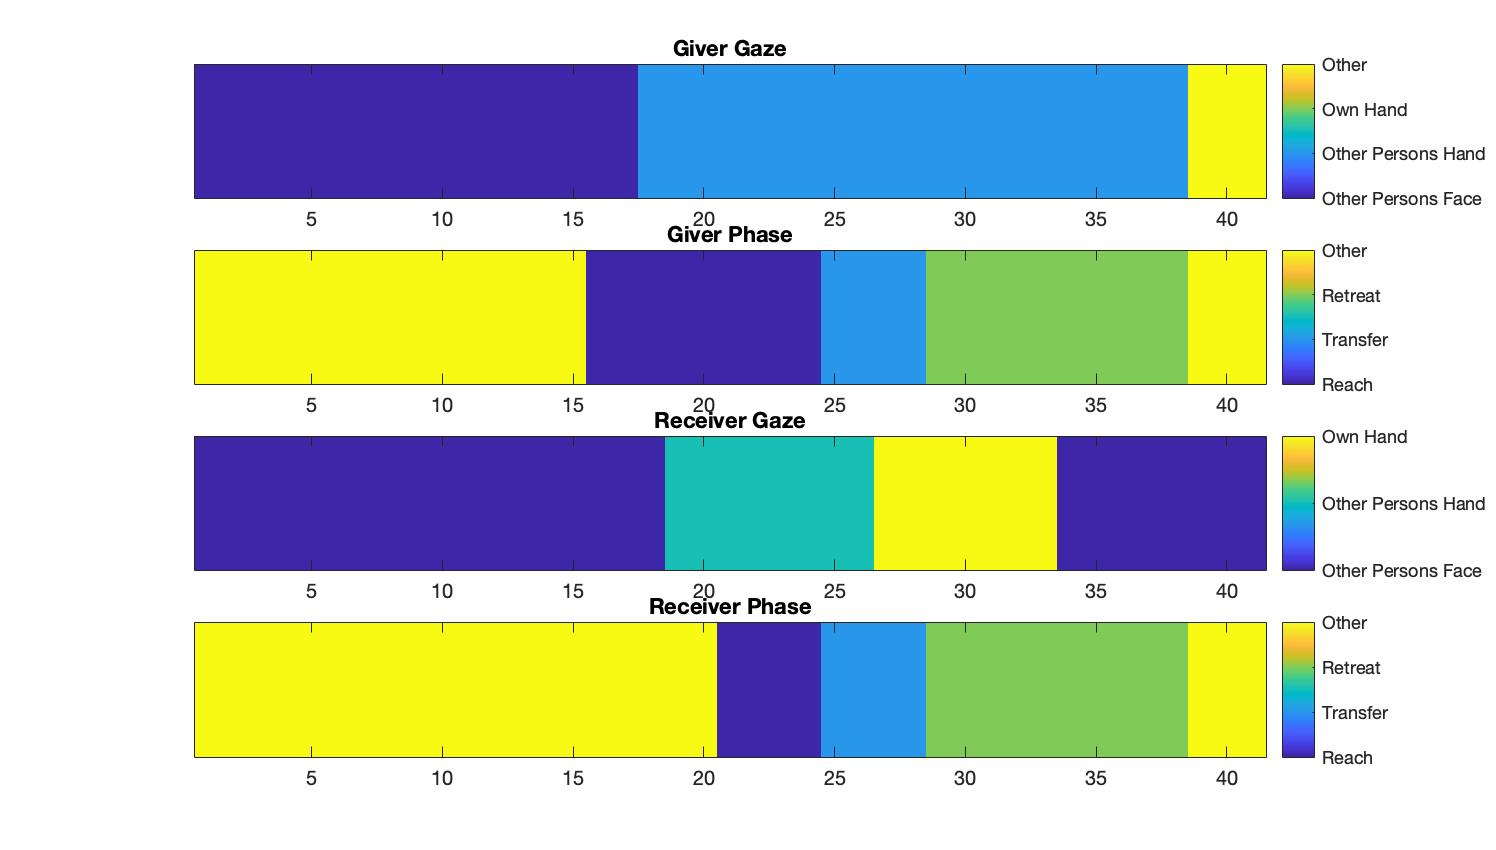 Giver Gaze
Other
Own Hand
Other Persons Hand
Other Persons Face
5 10 15 20 25 30 35 40
Giver Phase
Other
Retreat
Transfer
Reach
5 10 15 20 25 30 35 40
Receiver Gaze
Own Hand
Other Persons Hand
Other Persons Face
5 10 15 20 25 30 35 40
Receiver Phase
Other
Retreat
Transfer
Reach
5 10 15 20 25 30 35 40